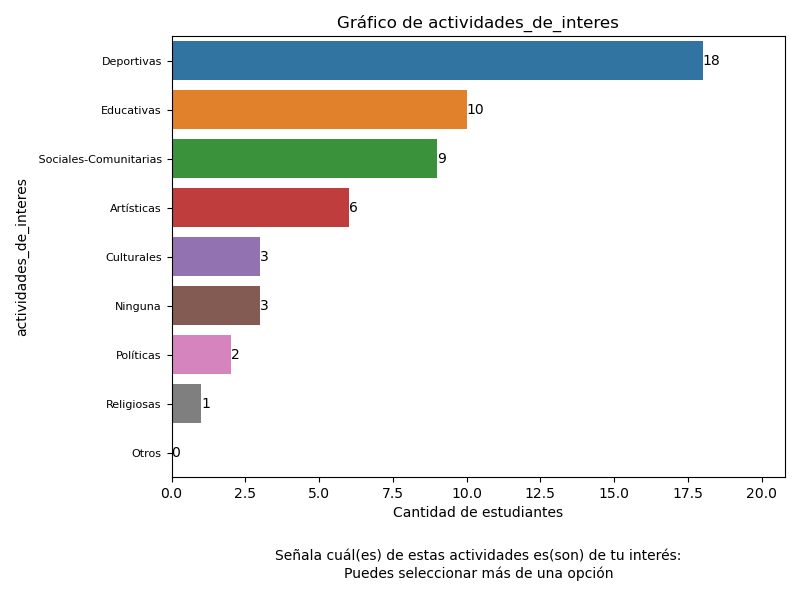 Gráfico de actividades_de_interes
actividades_de_interes
Deportivas 18
Educativas 10
Sociales-Comunitarias 9
Artísticas 6
Culturales 3
Ninguna 3
Políticas 2
Religiosas 1
Otros 0
0.0 2.5 5.0 7.5 10.0 12.5 15.0 17.5 20.0
Cantidad de estudiantes
Señala cuál(es) de estas actividades es(son) de tu interés:
Puedes seleccionar más de una opción